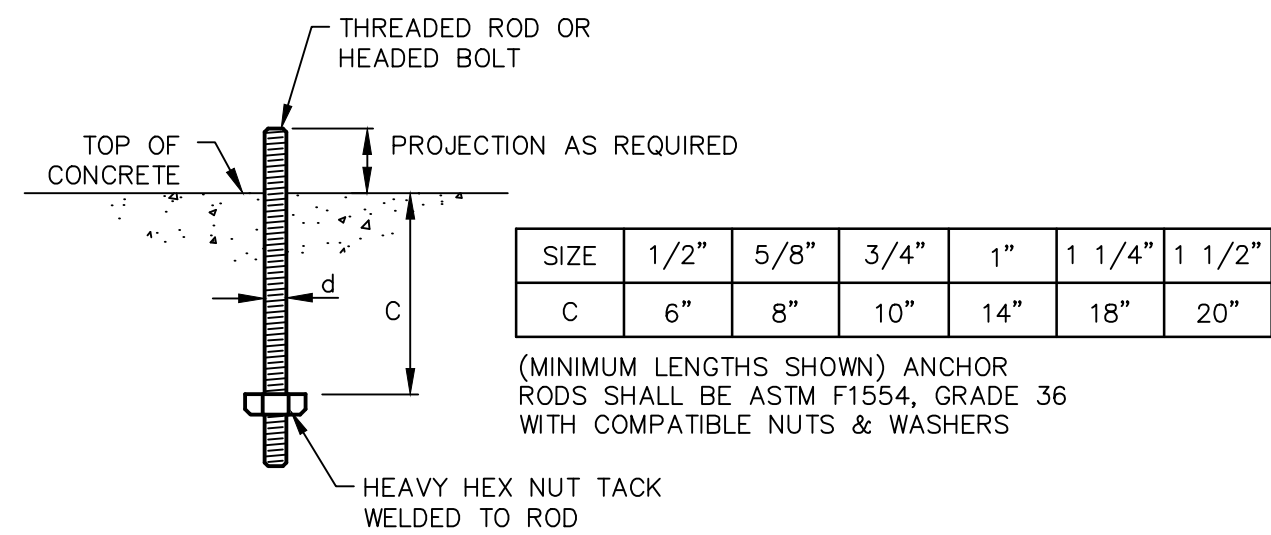 THREADED ROD OR
HEADED BOLT
TOP OF
CONCRETE
PROJECTION AS REQUIRED
d
C
SIZE 1/2" 5/8" 3/4" 1" 1 1/4" 1 1/2"
C 6" 8" 10" 14" 18" 20"
(MINIMUM LENGTHS SHOWN) ANCHOR
RODS SHALL BE ASTM F1554, GRADE 36
WITH COMPATIBLE NUTS & WASHERS
HEAVY HEX NUT TACK
WELDED TO ROD